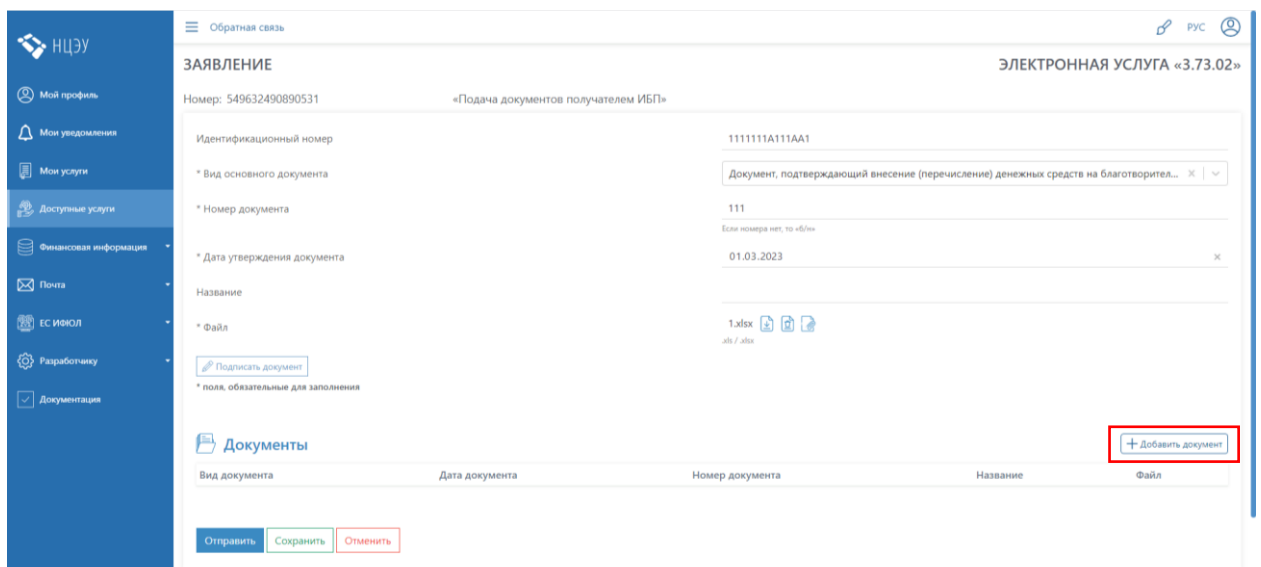 НЦЭУ
Мой профиль
Мои уведомления
Мои услуги
Доступные услуги
Финансовая информация
Почта
ЕС ИФЮЛ
Разработчику
Документация
Обратная связь
РУС
ЗАЯВЛЕНИЕ
ЭЛЕКТРОННАЯ УСЛУГА «3.73.02»
Номер: 549632490890531
«Подача документов получателем ИБП»
Идентификационный номер
1111111A111AA1
* Вид основного документа
Документ, подтверждающий внесение (перечисление) денежных средств на благотворител...
* Номер документа
111
Если номера нет, то «б/н»
* Дата утверждения документа
01.03.2023
Название
* Файл
1.xlsx
.xls / .xlsx
Подписать документ
* поля, обязательные для заполнения
Документы
+ Добавить документ
Вид документа
Дата документа
Номер документа
Название
Файл
Отправить
Сохранить
Отменить